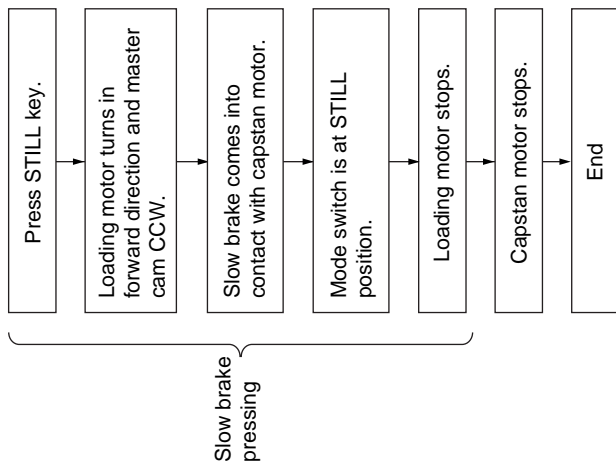 Press STILL key.
Loading motor turns in
forward direction and master
cam CCW.
Slow brake comes into
contact with capstan motor.
Mode switch is at STILL
position.
Loading motor stops.
Capstan motor stops.
End
Slow brake
pressing